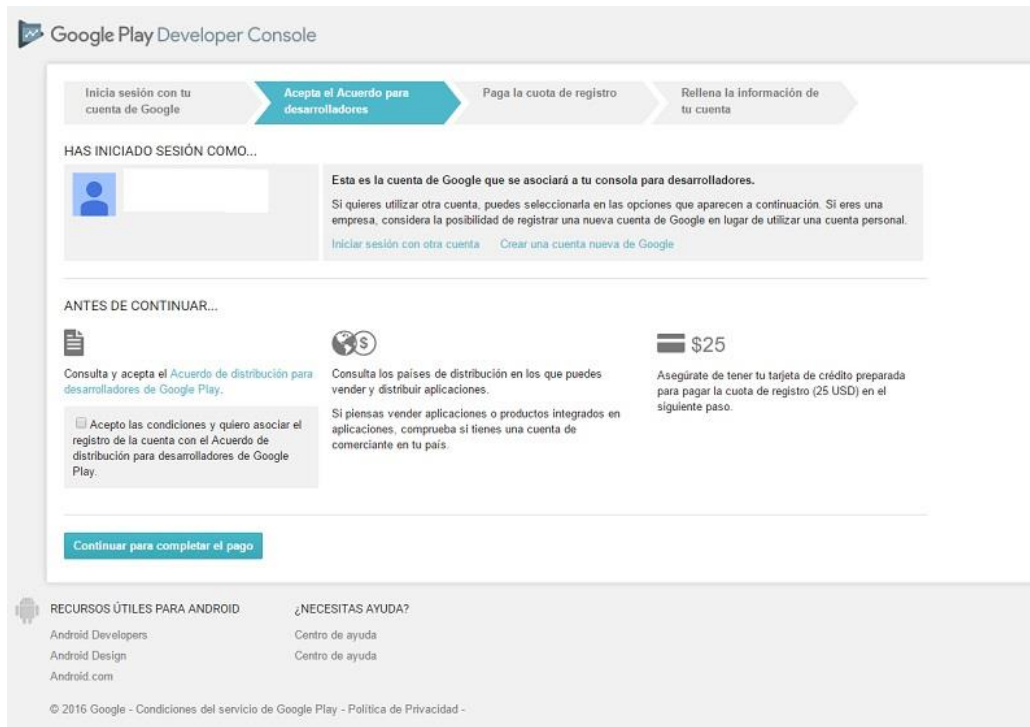 Google Play Developer Console
Inicia sesión con tu
cuenta de Google
Acepta el Acuerdo para
desarrolladores
Paga la cuota de registro
Rellena la información de
tu cuenta
HAS INICIADO SESIÓN COMO...
Esta es la cuenta de Google que se asociará a tu consola para desarrolladores.
Si quieres utilizar otra cuenta, puedes seleccionarla en las opciones que aparecen a continuación. Si eres una
empresa, considera la posibilidad de registrar una nueva cuenta de Google en lugar de utilizar una cuenta personal.
Iniciar sesión con otra cuenta Crear una cuenta nueva de Google
ANTES DE CONTINUAR...
Consulta y acepta el Acuerdo de distribución para
desarrolladores de Google Play.
Acepto las condiciones y quiero asociar el
registro de la cuenta con el Acuerdo de
distribución para desarrolladores de Google
Play.
$
Consulta los países de distribución en los que puedes
vender y distribuir aplicaciones.
Si piensas vender aplicaciones o productos integrados en
aplicaciones, comprueba si tienes una cuenta de
comerciante en tu país.
$25
Asegúrate de tener tu tarjeta de crédito preparada
para pagar la cuota de registro (25 USD) en el
siguiente paso.
Continuar para completar el pago
RECURSOS ÚTILES PARA ANDROID
Android Developers
Android Design
Android.com
¿NECESITAS AYUDA?
Centro de ayuda
Centro de ayuda
© 2016 Google - Condiciones del servicio de Google Play - Política de Privacidad -